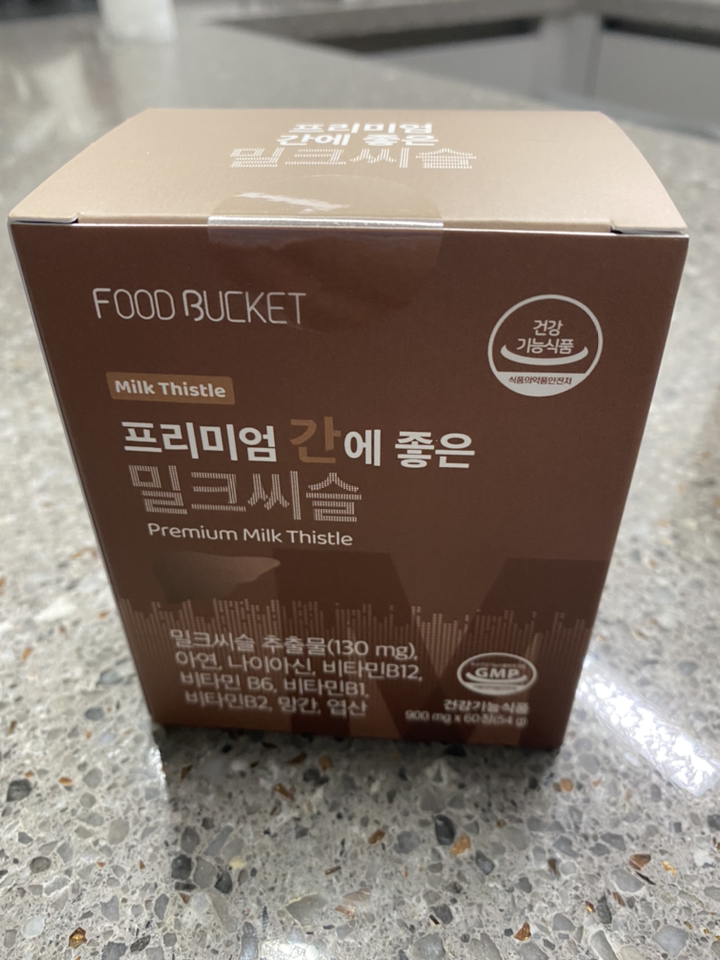 프리미엄
간에 좋은
밀크씨슬
FOOD BUCKET
건강
기능식품
식품의약품안전처
Milk Thistle
프리미엄 간에 좋은
밀크씨슬
Premium Milk Thistle
밀크씨슬 추출물(130 mg),
아연, 나이아신, 비타민B12,
비타민 B6, 비타민B1,
비타민B2, 망간, 엽산
GMP
건강기능식품
900 mg x 60정(54 g)